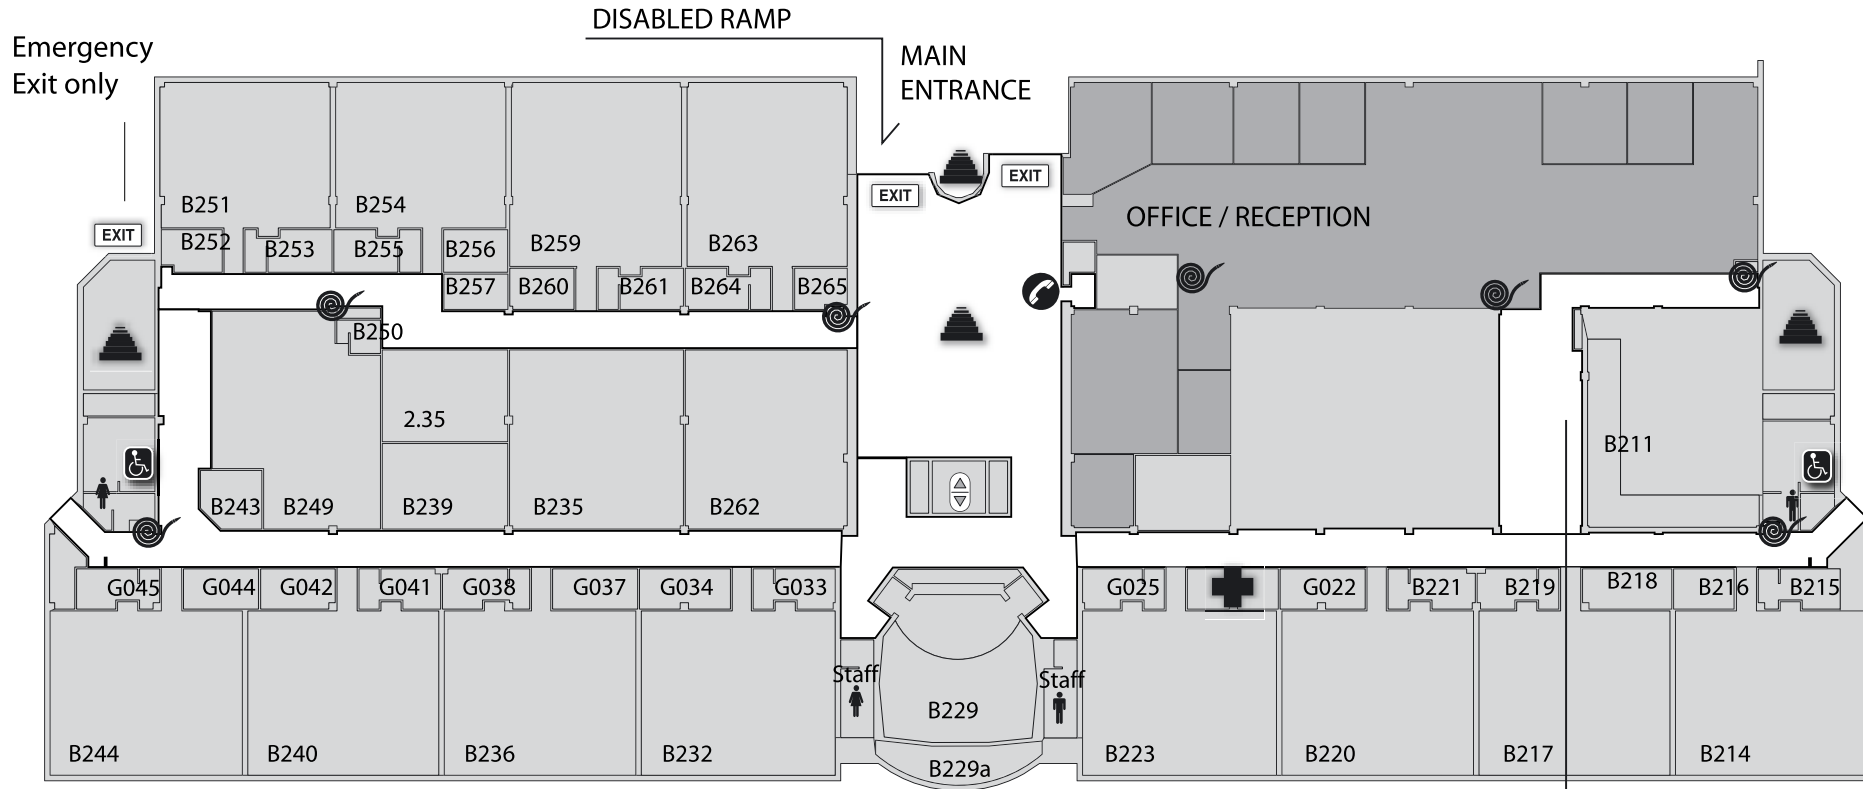 DISABLED RAMP
Emergency
Exit only
MAIN
ENTRANCE
EXIT
EXIT
EXIT
B251
B254
OFFICE / RECEPTION
B252
B253
B255
B256
B259
B263
B257
B260
B261
B264
B265
B250
2.35
B211
B243
B249
B239
B235
B262
G045
G044
G042
G041
G038
G037
G034
G033
G025
G022
B221
B219
B218
B216
B215
Staff
Staff
B229
B244
B240
B236
B232
B223
B220
B217
B214
B229a